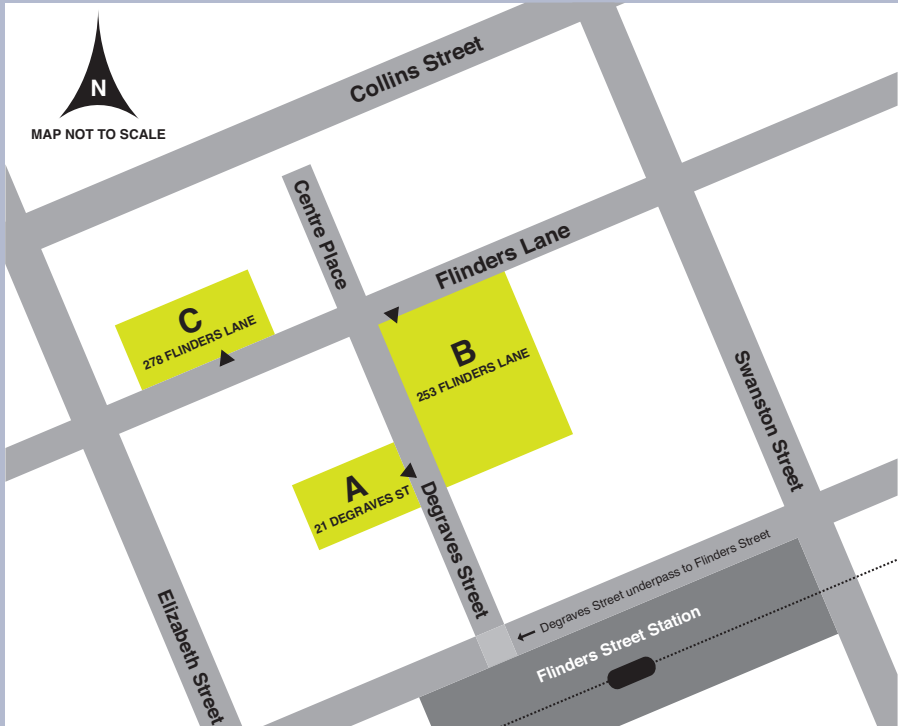 N
MAP NOT TO SCALE
Collins Street
Centre Place
Flinders Lane
C
278 FLINDERS LANE
B
253 FLINDERS LANE
Swanston Street
A
21 DEGRAVES ST
Degraves Street
Elizabeth Street
Degraves Street underpass to Flinders Street
Flinders Street Station